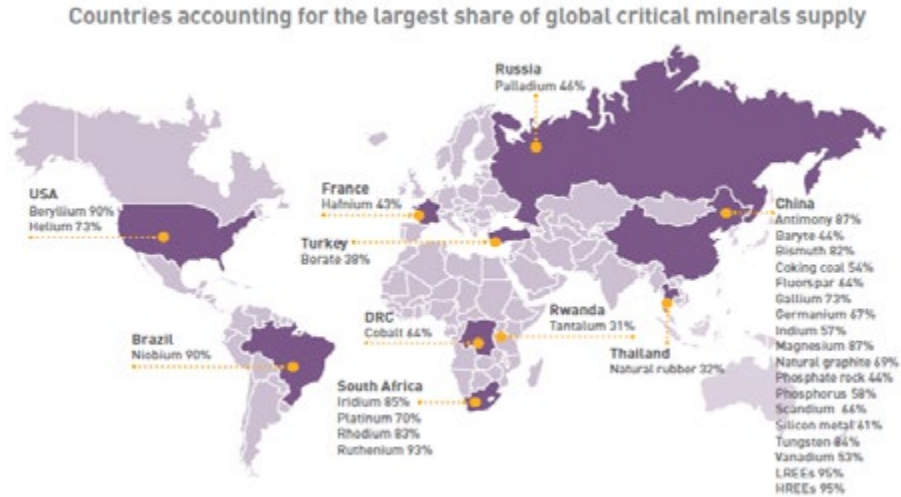 Countries accounting for the largest share of global critical minerals supply
Russia
Palladium 46%
USA
Beryllium 90%
Helium 73%
France
Hafnium 43%
Turkey
Borate 38%
DRC
Cobalt 64%
Rwanda
Tantalum 31%
Brazil
Niobium 90%
South Africa
Iridium 85%
Platinum 70%
Rhodium 83%
Ruthenium 93%
Thailand
Natural rubber 32%
China
Antimony 87%
Baryte 44%
Bismuth 82%
Coking coal 54%
Fluorspar 64%
Gallium 73%
Germanium 67%
Indium 57%
Magnesium 87%
Natural graphite 69%
Phosphate rock 44%
Phosphorus 58%
Scandium 66%
Silicon metal 61%
Tungsten 84%
Vanadium 53%
LREEs 95%
HREEs 95%